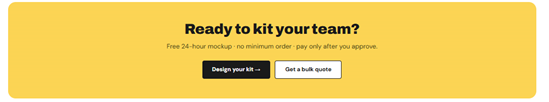 Ready to kit your team?
Free 24-hour mockup · no minimum order · pay only after you approve.
Design your kit →
Get a bulk quote